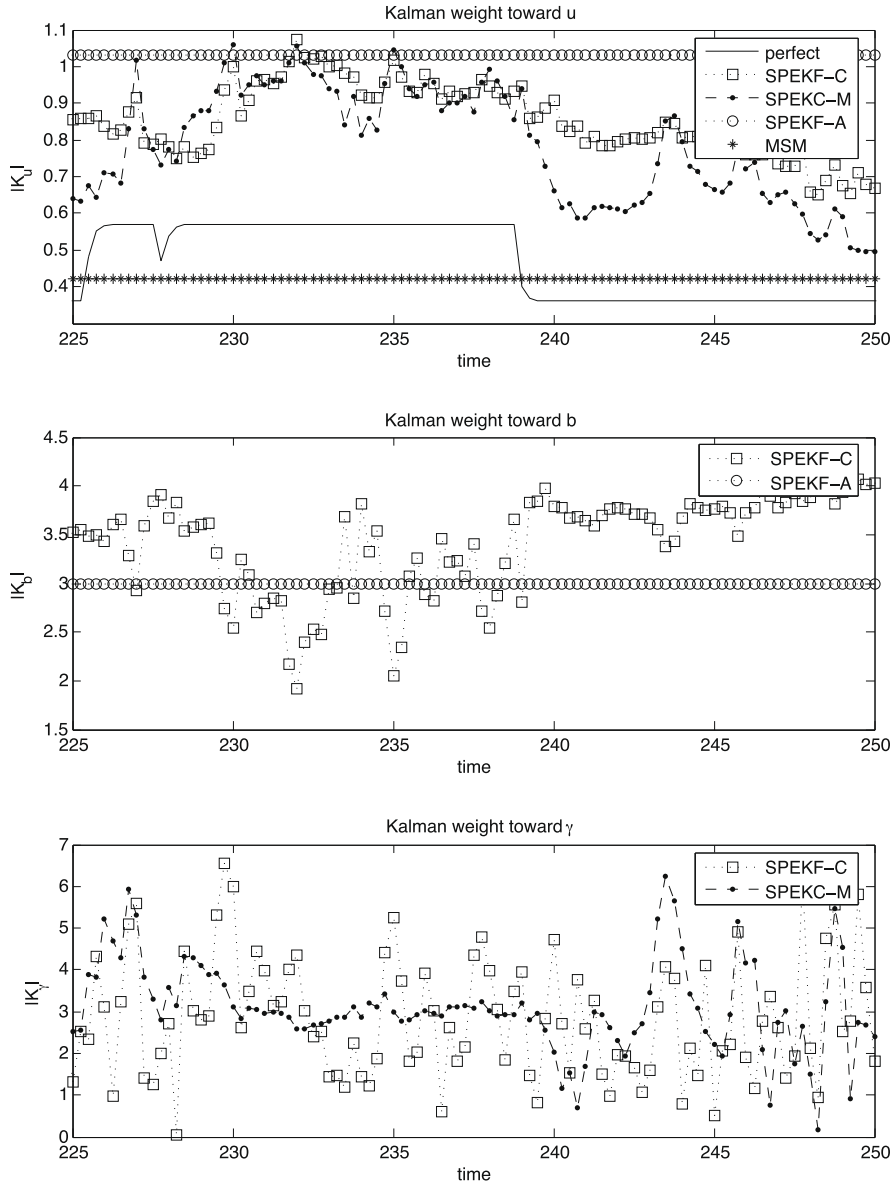 Kalman weight toward u
1.1
1
0.9
0.8
0.7
0.6
0.5
0.4
|K_u|
perfect
SPEKF−C
SPEKC−M
SPEKF−A
MSM
225 230 235 240 245 250
time
Kalman weight toward b
4.5
4
3.5
3
2.5
2
1.5
|K_b|
SPEKF−C
SPEKF−A
225 230 235 240 245 250
time
Kalman weight toward γ
7
6
5
4
3
2
1
0
|K_γ|
SPEKF−C
SPEKC−M
225 230 235 240 245 250
time